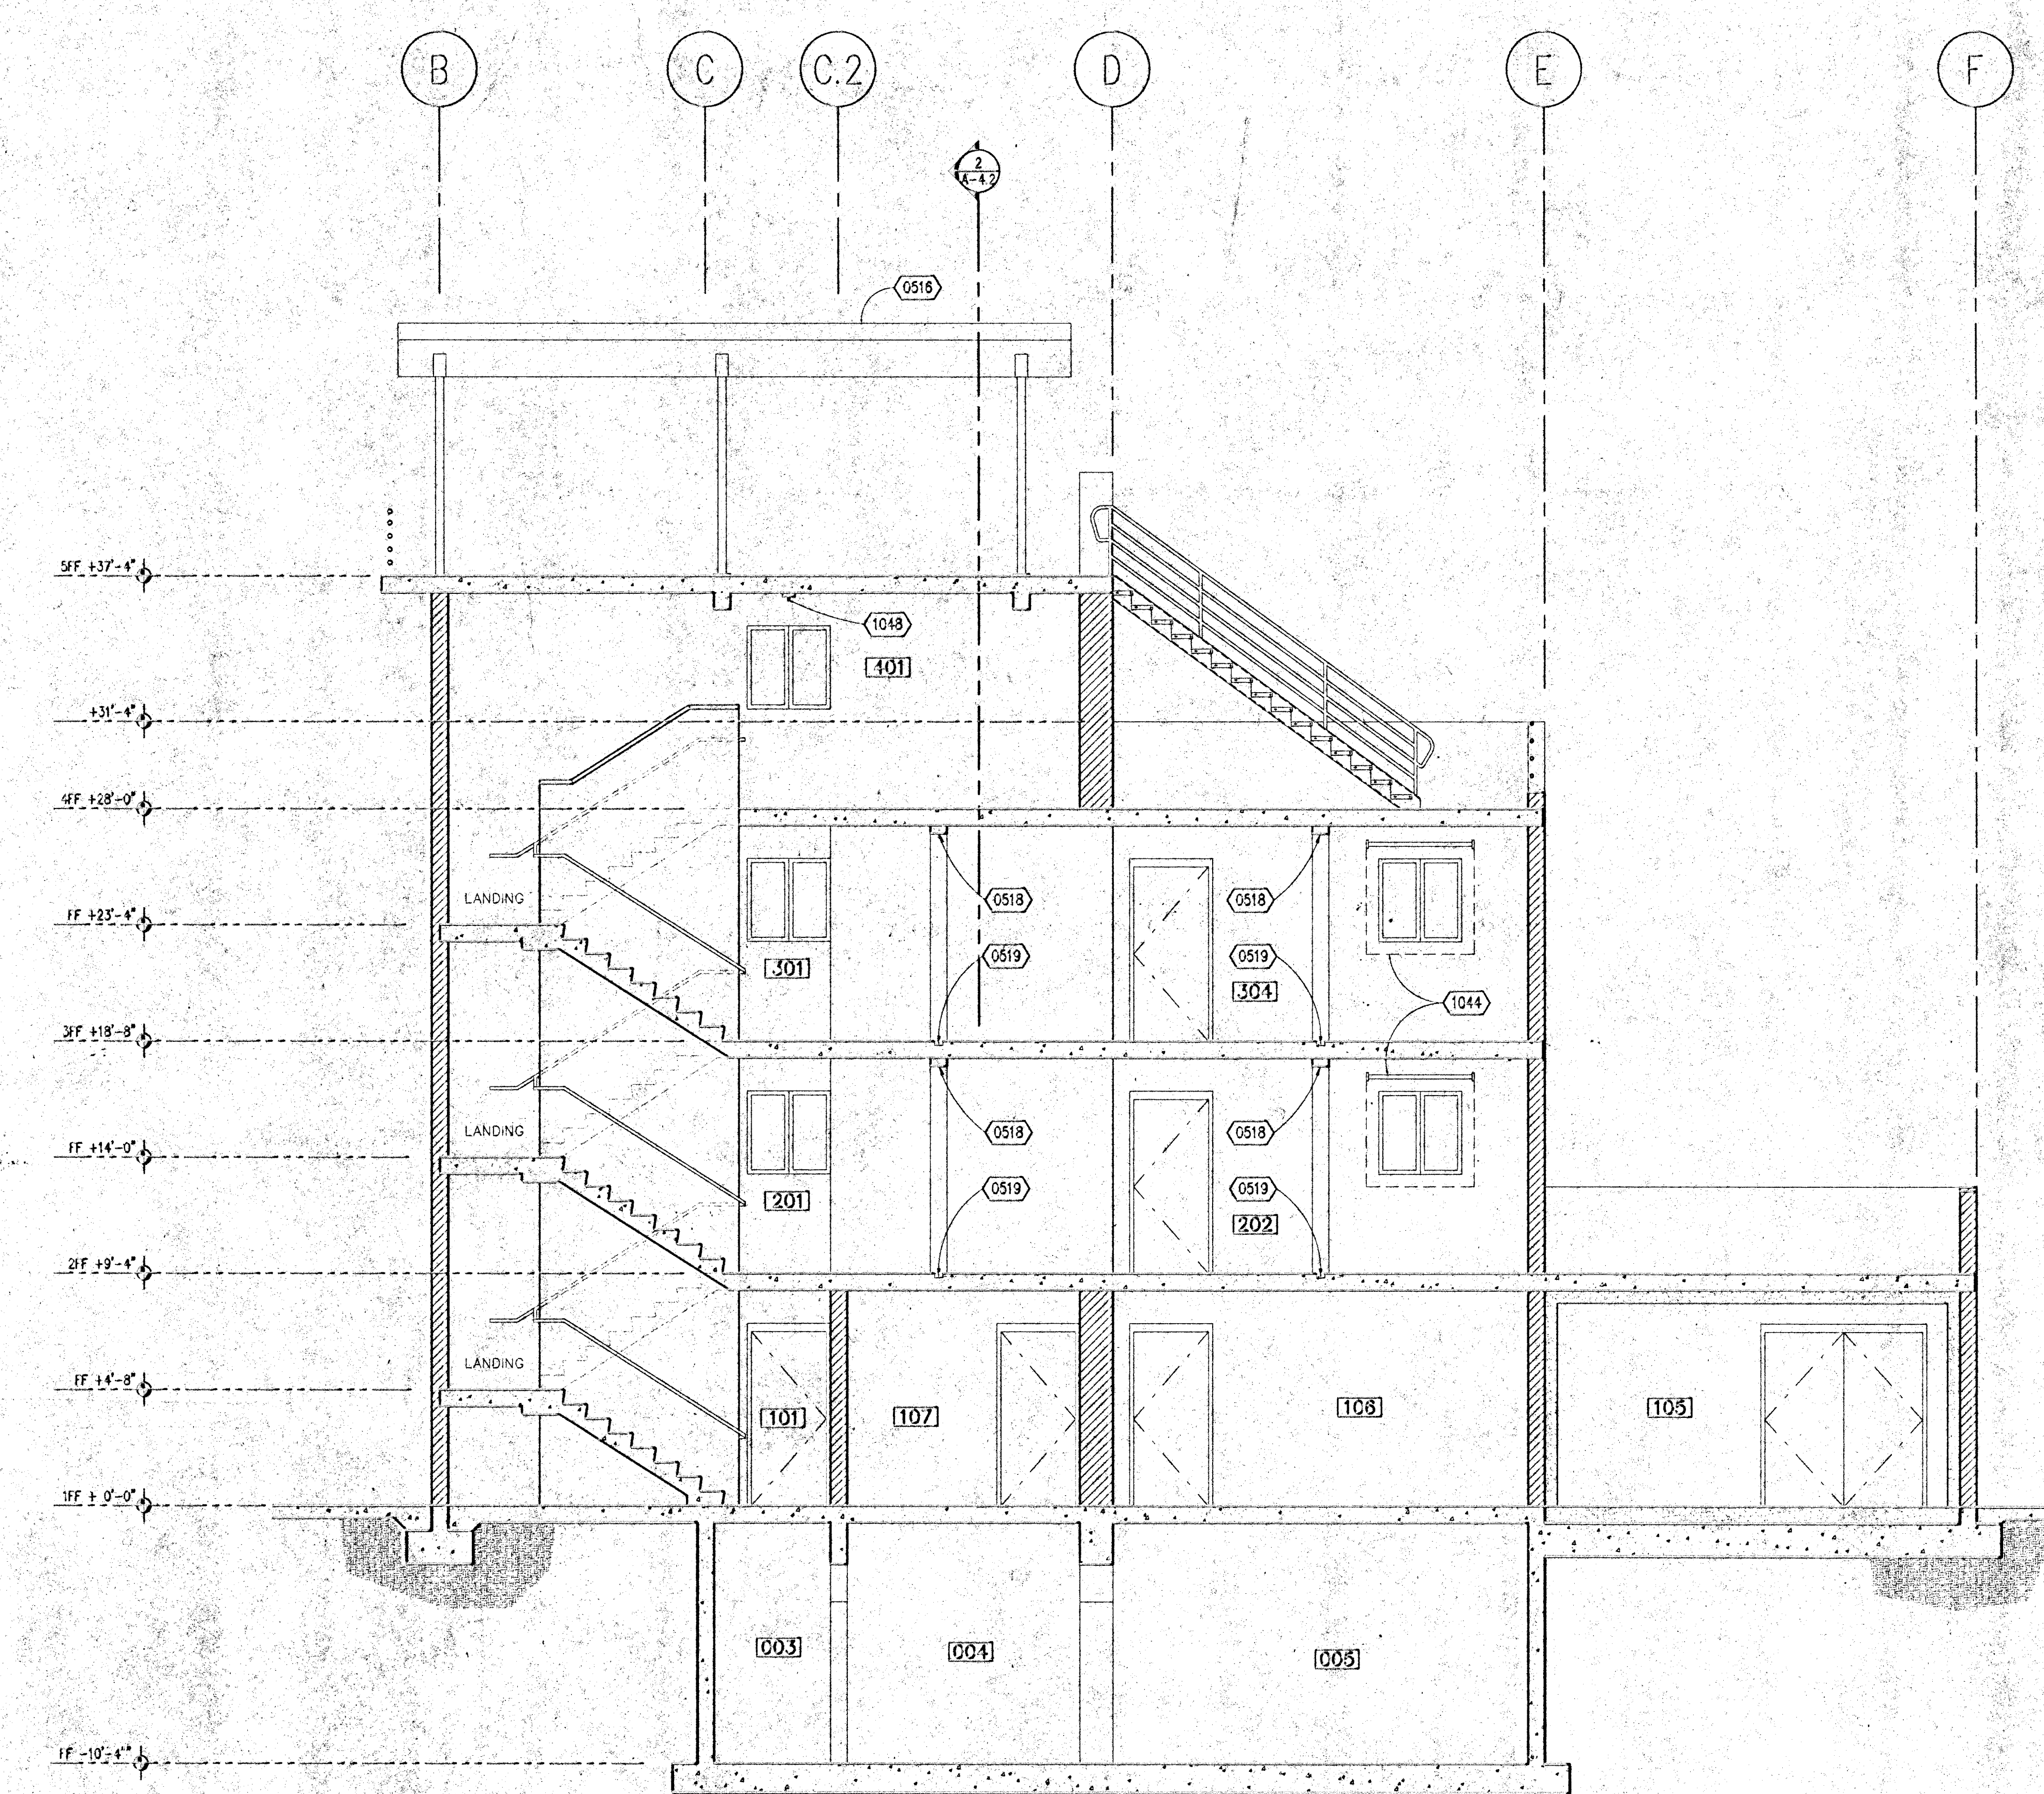 B C C.2 D E F
2
A-4.2
0516
5FF +37'-4"
1048
401
+31'-4"
4FF +28'-0"
LANDING
0518 0518
FF +23'-4"
301
0519 0519
304
1044
3FF +18'-8"
LANDING
0518 0518
FF +14'-0"
201
0519 0519
202
2FF +9'-4"
LANDING
FF +4'-8"
101 107 106 105
1FF + 0'-0"
003 004 005
FF -10'-4"